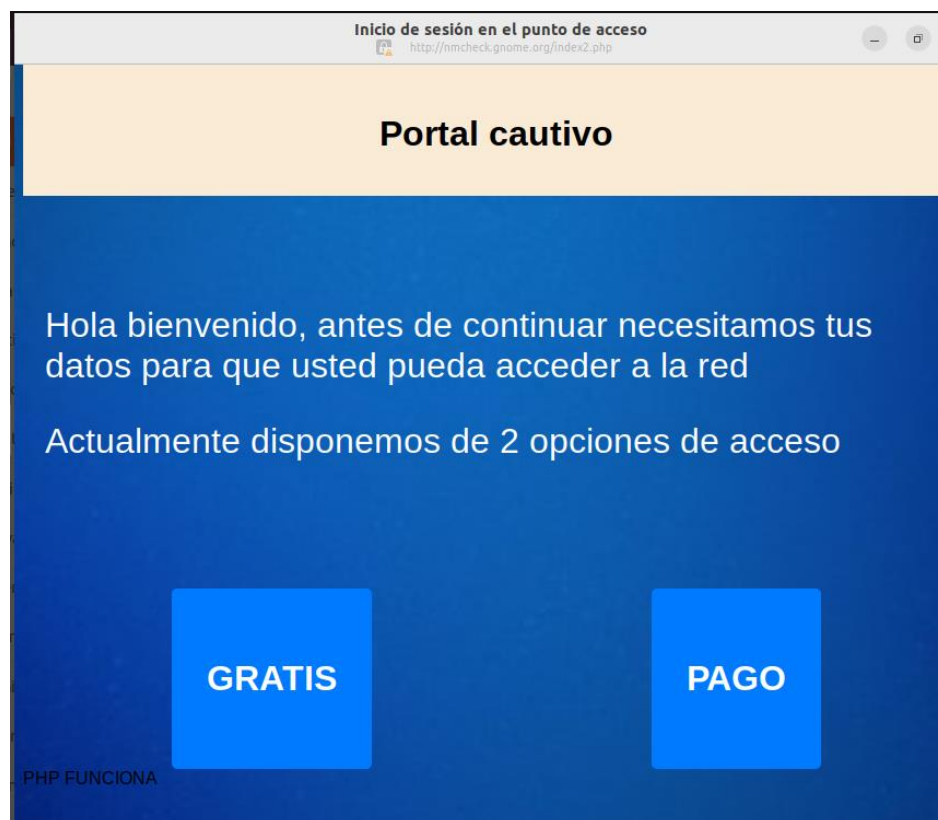 Inicio de sesión en el punto de acceso
http://nmcheck.gnome.org/index2.php
Portal cautivo
Hola bienvenido, antes de continuar necesitamos tus
datos para que usted pueda acceder a la red
Actualmente disponemos de 2 opciones de acceso
GRATIS
PAGO
PHP FUNCIONA